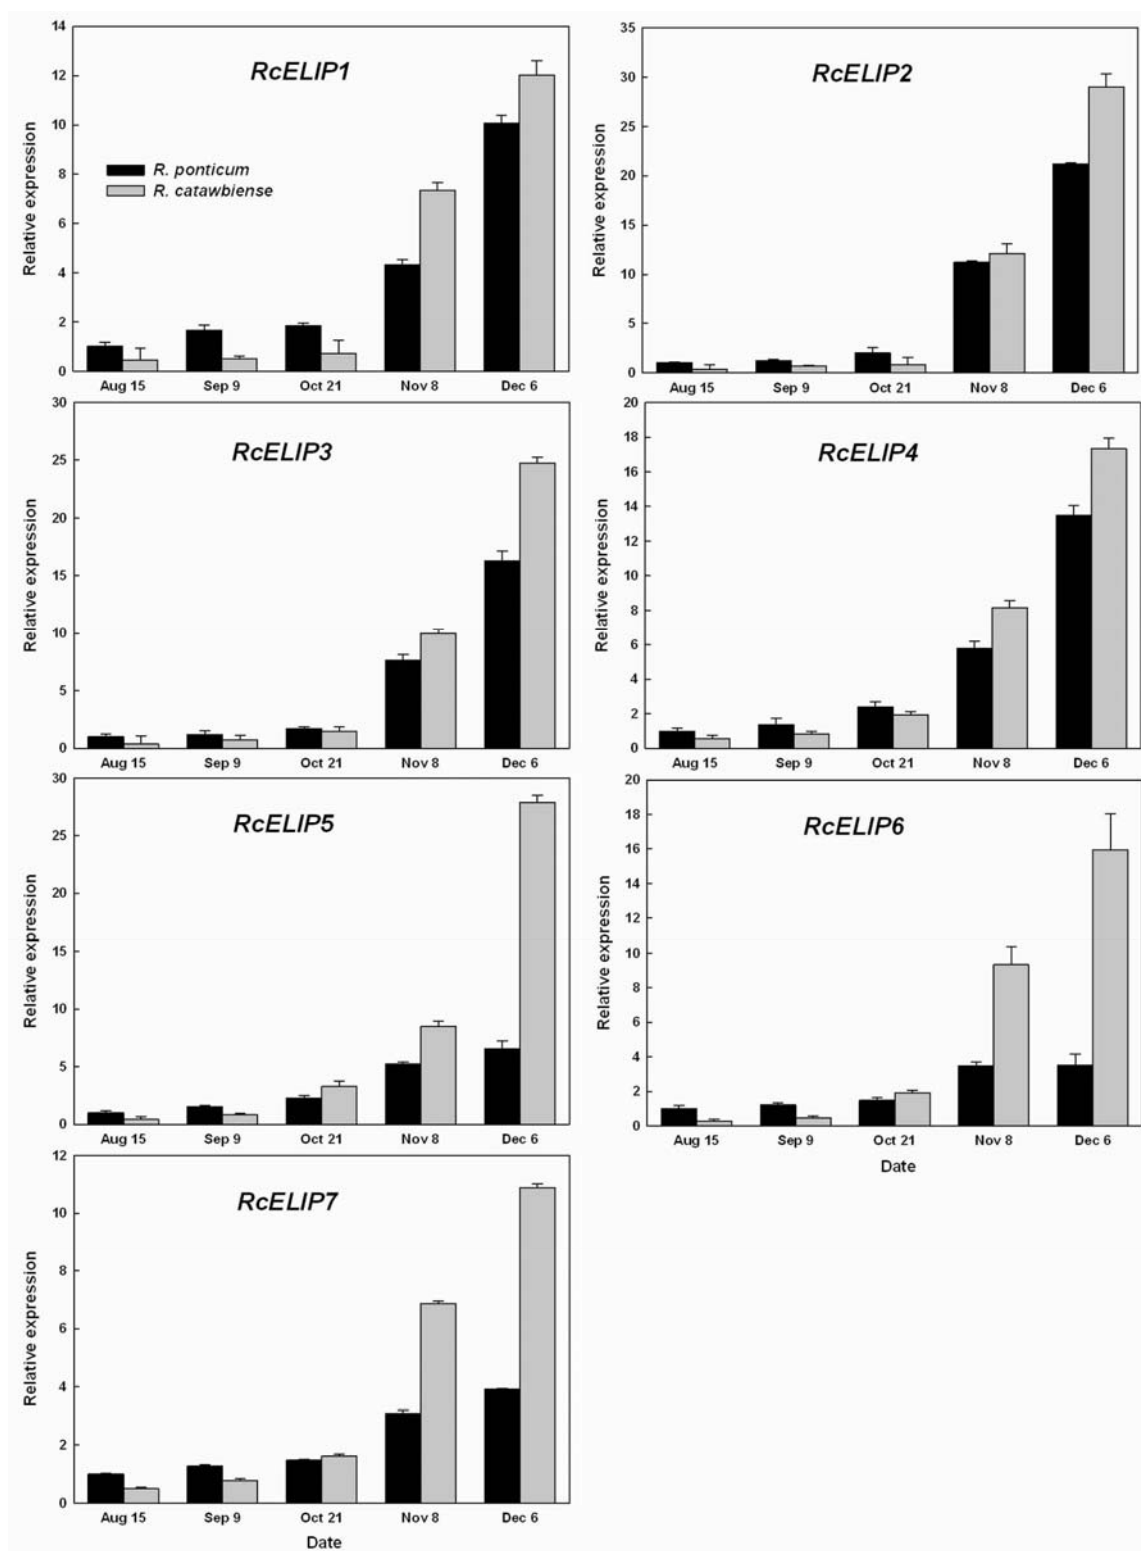 RcELIP1
Relative expression
14
12
10
8
6
4
2
0
R. ponticum
R. catawbiense
Aug 15 Sep 9 Oct 21 Nov 8 Dec 6
RcELIP2
Relative expression
35
30
25
20
15
10
5
0
Aug 15 Sep 9 Oct 21 Nov 8 Dec 6
RcELIP3
Relative expression
30
25
20
15
10
5
0
Aug 15 Sep 9 Oct 21 Nov 8 Dec 6
RcELIP4
Relative expression
20
18
16
14
12
10
8
6
4
2
0
Aug 15 Sep 9 Oct 21 Nov 8 Dec 6
RcELIP5
Relative expression
30
25
20
15
10
5
0
Aug 15 Sep 9 Oct 21 Nov 8 Dec 6
RcELIP6
Relative expression
20
18
16
14
12
10
8
6
4
2
0
Aug 15 Sep 9 Oct 21 Nov 8 Dec 6
Date
RcELIP7
Relative expression
12
10
8
6
4
2
0
Aug 15 Sep 9 Oct 21 Nov 8 Dec 6
Date